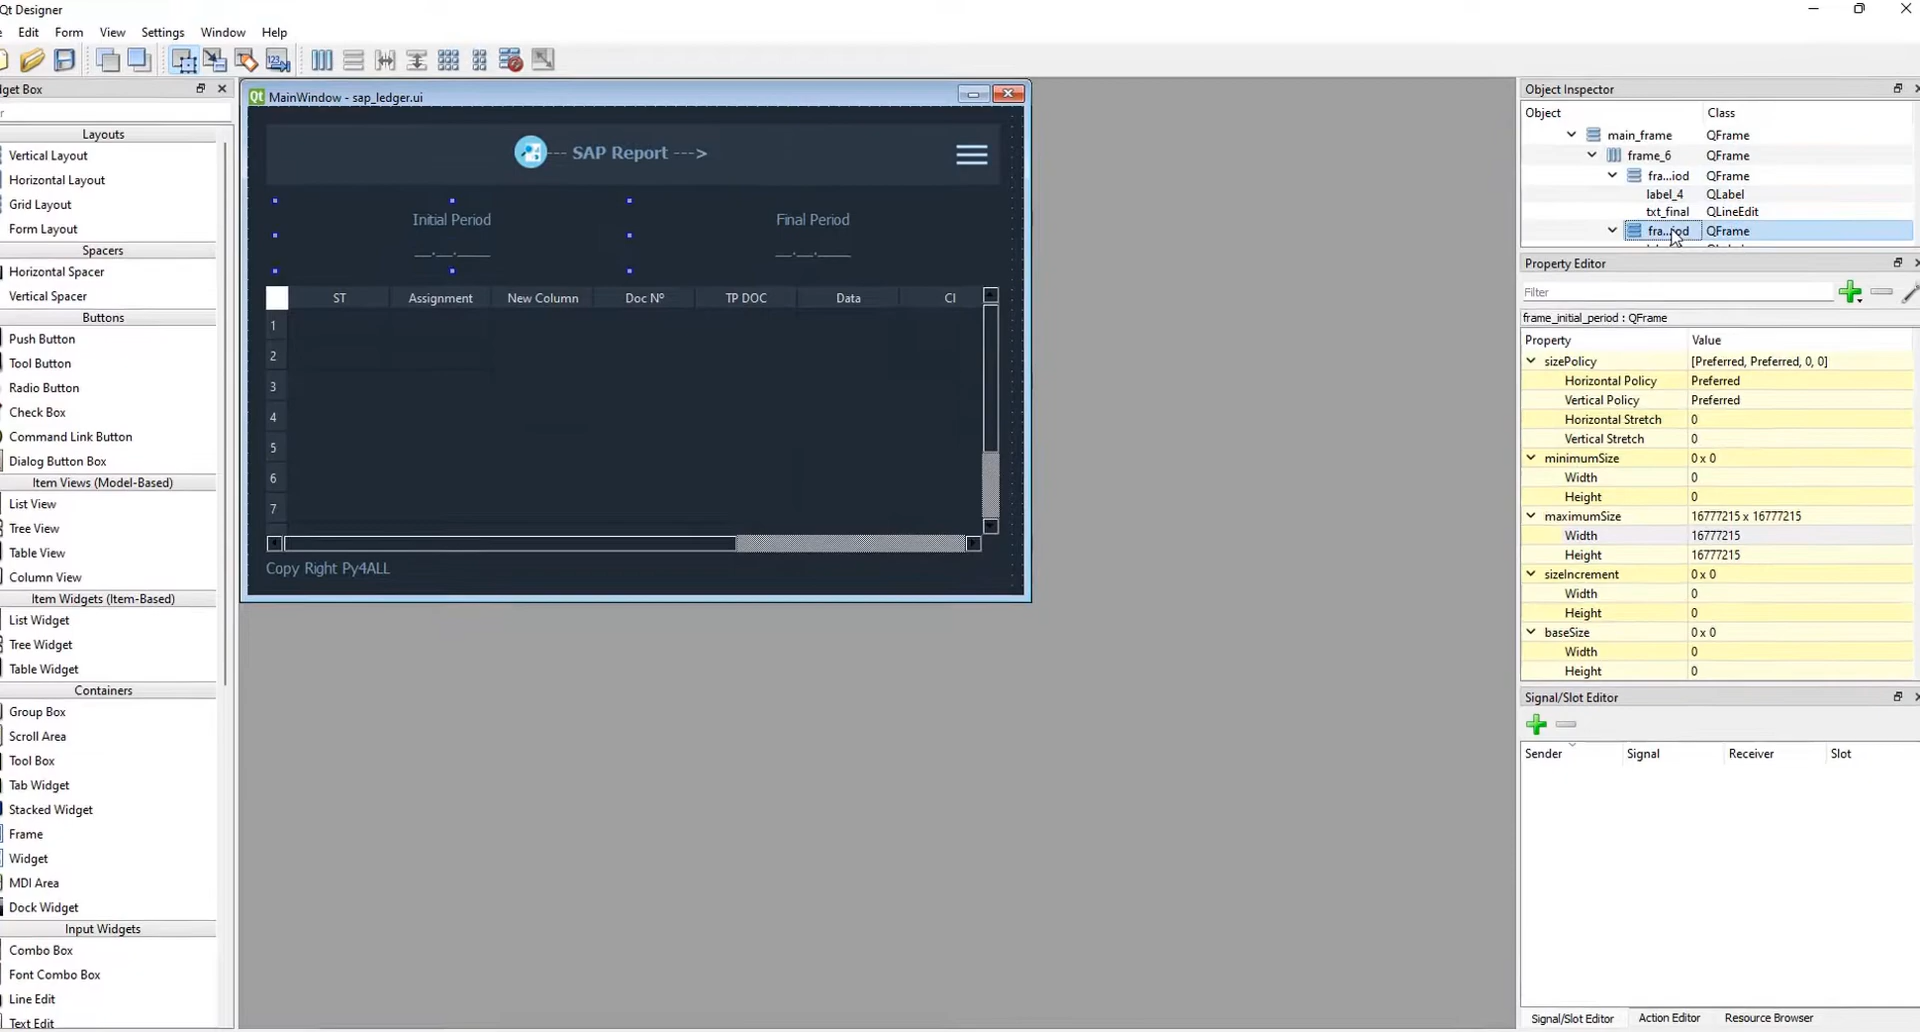 Qt Designer
Edit Form View Settings Window Help
get Box
Layouts
Vertical Layout
Horizontal Layout
Grid Layout
Form Layout
Spacers
Horizontal Spacer
Vertical Spacer
Buttons
Push Button
Tool Button
Radio Button
Check Box
Command Link Button
Dialog Button Box
Item Views (Model-Based)
List View
Tree View
Table View
Column View
Item Widgets (Item-Based)
List Widget
Tree Widget
Table Widget
Containers
Group Box
Scroll Area
Tool Box
Tab Widget
Stacked Widget
Frame
Widget
MDI Area
Dock Widget
Input Widgets
Combo Box
Font Combo Box
Line Edit
Text Edit
Qt MainWindow - sap_ledger.ui
--- SAP Report --->
Initial Period Final Period
__.__.____ __.__.____
ST Assignment New Column Doc Nº TP DOC Data Cl
1
2
3
4
5
6
7
Copy Right Py4ALL
Object Inspector
Object Class
main_frame QFrame
frame_6 QFrame
fra...iod QFrame
label_4 QLabel
txt_final QLineEdit
fra...iod QFrame
Property Editor
Filter
frame_initial_period : QFrame
Property Value
sizePolicy [Preferred, Preferred, 0, 0]
Horizontal Policy Preferred
Vertical Policy Preferred
Horizontal Stretch 0
Vertical Stretch 0
minimumSize 0 x 0
Width 0
Height 0
maximumSize 16777215 x 16777215
Width 16777215
Height 16777215
sizeIncrement 0 x 0
Width 0
Height 0
baseSize 0 x 0
Width 0
Height 0
Signal/Slot Editor
Sender Signal Receiver Slot
Signal/Slot Editor Action Editor Resource Browser